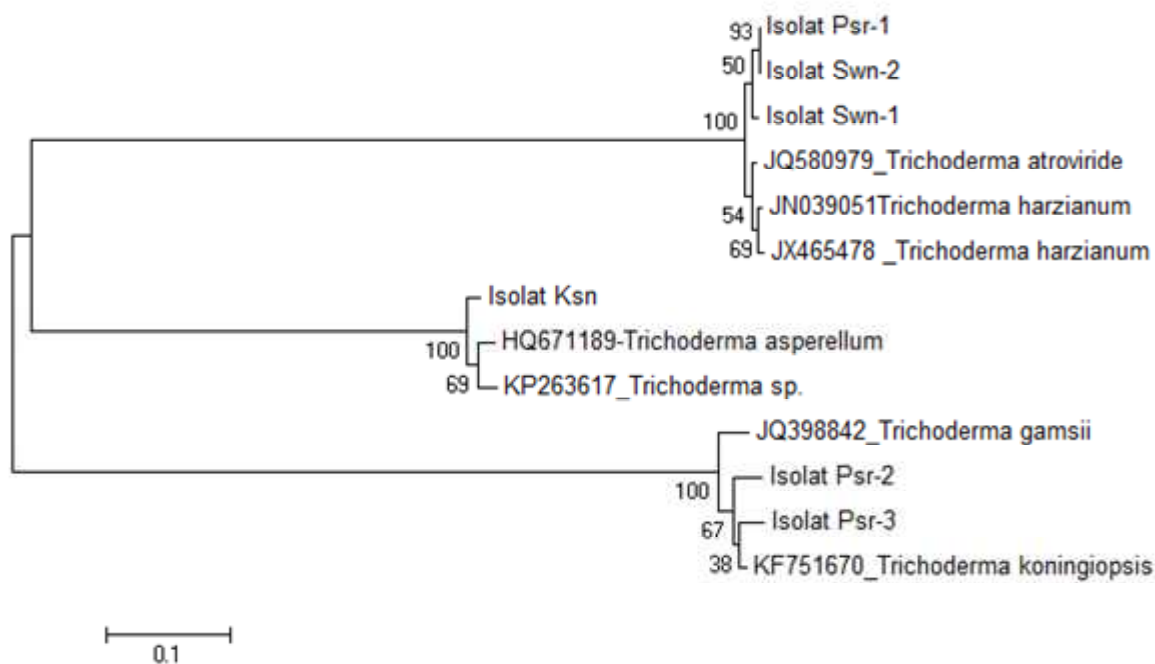 93
Isolat Psr-1
50
Isolat Swn-2
Isolat Swn-1
100
JQ580979_Trichoderma atroviride
54
JN039051Trichoderma harzianum
69
JX465478 _Trichoderma harzianum
Isolat Ksn
100
HQ671189-Trichoderma asperellum
69
KP263617_Trichoderma sp.
JQ398842_Trichoderma gamsii
100
Isolat Psr-2
67
Isolat Psr-3
38
KF751670_Trichoderma koningiopsis
0.1